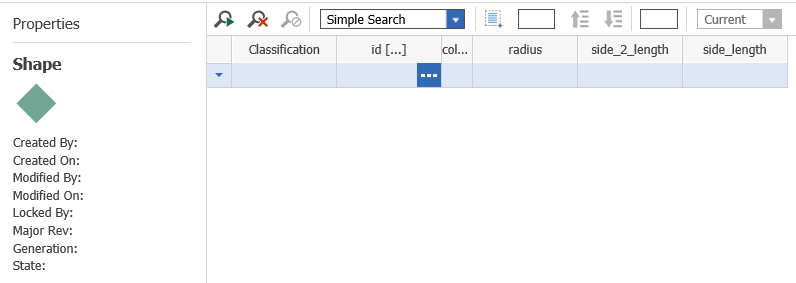 Properties
Simple Search
Current
Classification id [...] col... radius side_2_length side_length
Shape
Created By:
Created On:
Modified By:
Modified On:
Locked By:
Major Rev:
Generation:
State: